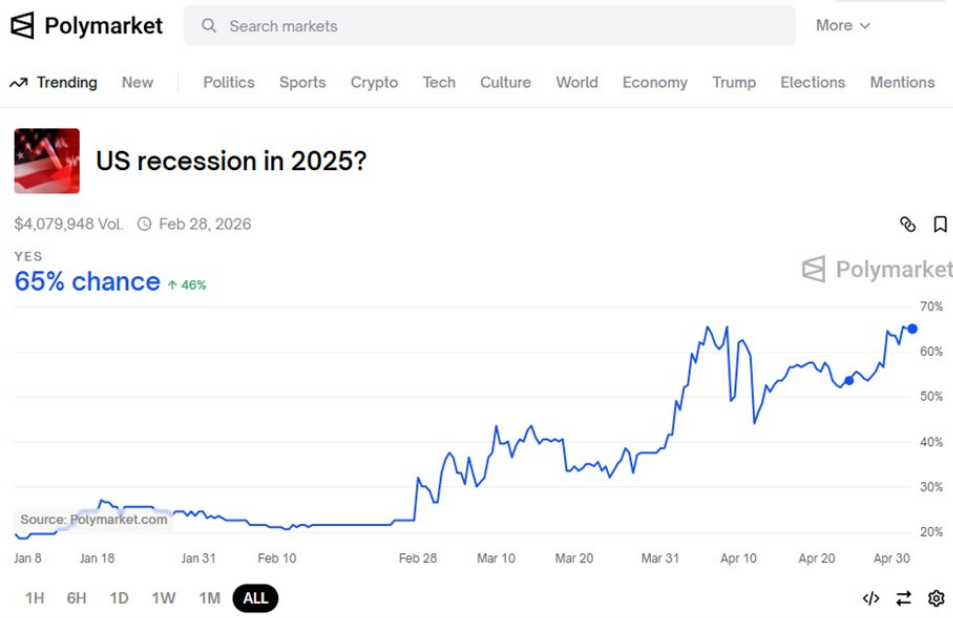 Polymarket
Search markets
More
Trending New Politics Sports Crypto Tech Culture World Economy Trump Elections Mentions
US recession in 2025?
$4,079,948 Vol. Feb 28, 2026
YES
65% chance ↑ 46%
Polymarket
70%
60%
50%
40%
30%
20%
Source: Polymarket.com
Jan 8 Jan 18 Jan 31 Feb 10 Feb 28 Mar 10 Mar 20 Mar 31 Apr 10 Apr 20 Apr 30
1H 6H 1D 1W 1M ALL